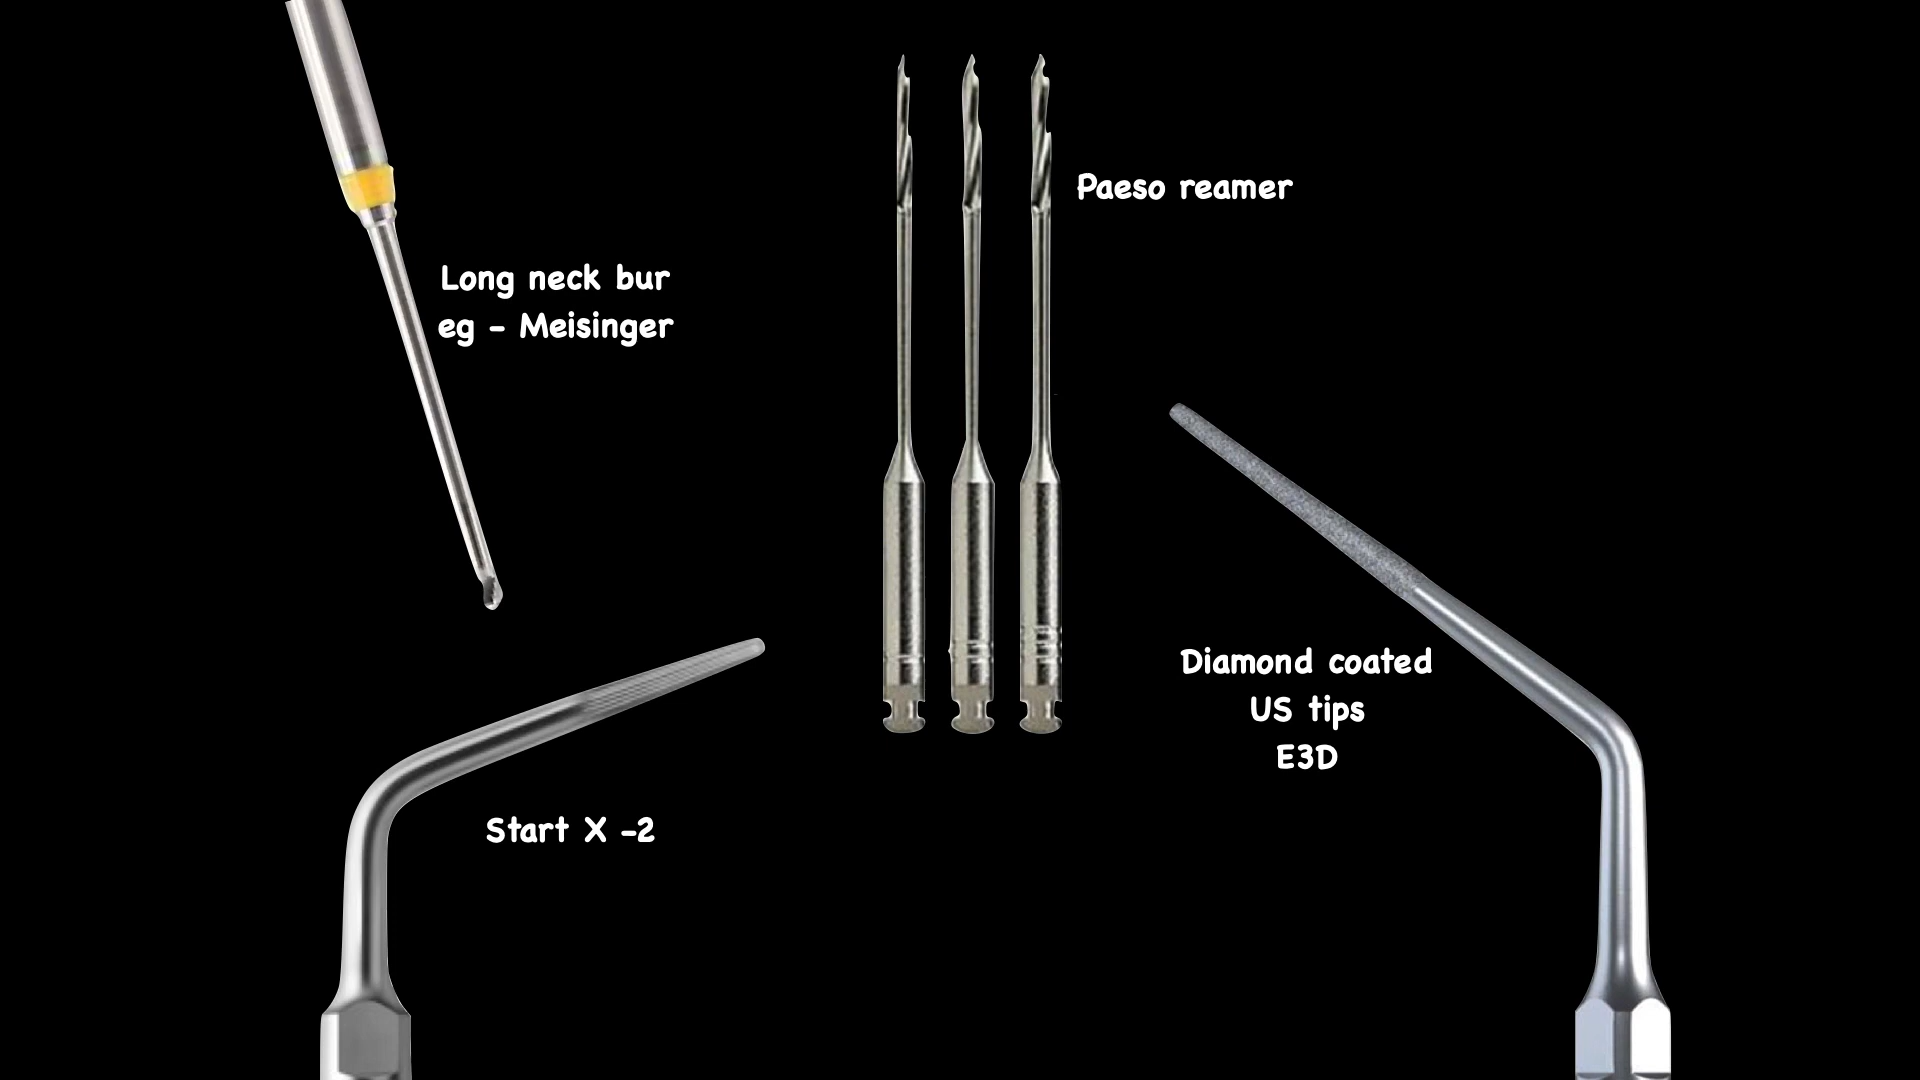 Paeso reamer
Long neck bur
eg - Meisinger
Diamond coated
US tips
E3D
Start X -2